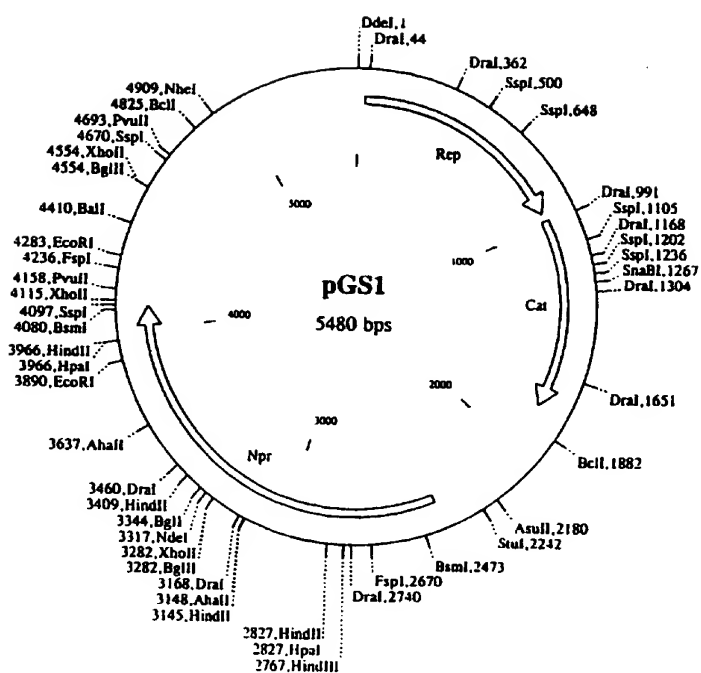 DdeI,1
DraI,44
DraI,362
SspI,500
SspI,648
DraI,991
SspI,1105
DraI,1168
SspI,1202
SspI,1236
SnaBI,1267
DraI,1304
DraI,1651
BclI,1882
AsuII,2180
StuI,2242
BsmI,2473
FspI,2670
DraI,2740
2767,HindIII
2827,HpaI
2827,HindII
3145,HindII
3148,AhaII
3168,DraI
3282,BglII
3282,XhoII
3317,NdeI
3344,BglI
3409,HindII
3460,DraI
3637,AhaII
3890,EcoRI
3966,HpaI
3966,HindII
4080,BsmI
4097,SspI
4115,XhoII
4158,PvuII
4236,FspI
4283,EcoRI
4410,BalI
4554,BglII
4554,XhoII
4670,SspI
4693,PvuII
4825,BclI
4909,NheI
Rep
Cat
Npr
1000
2000
3000
4000
5000
pGS1
5480 bps